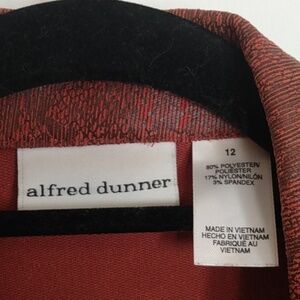 alfred dunner
12
80% POLYESTER/
POLIÉSTER
17% NYLON/NILÓN
3% SPANDEX
MADE IN VIETNAM
HECHO EN VIETNAM
FABRIQUÉ AU
VIETNAM